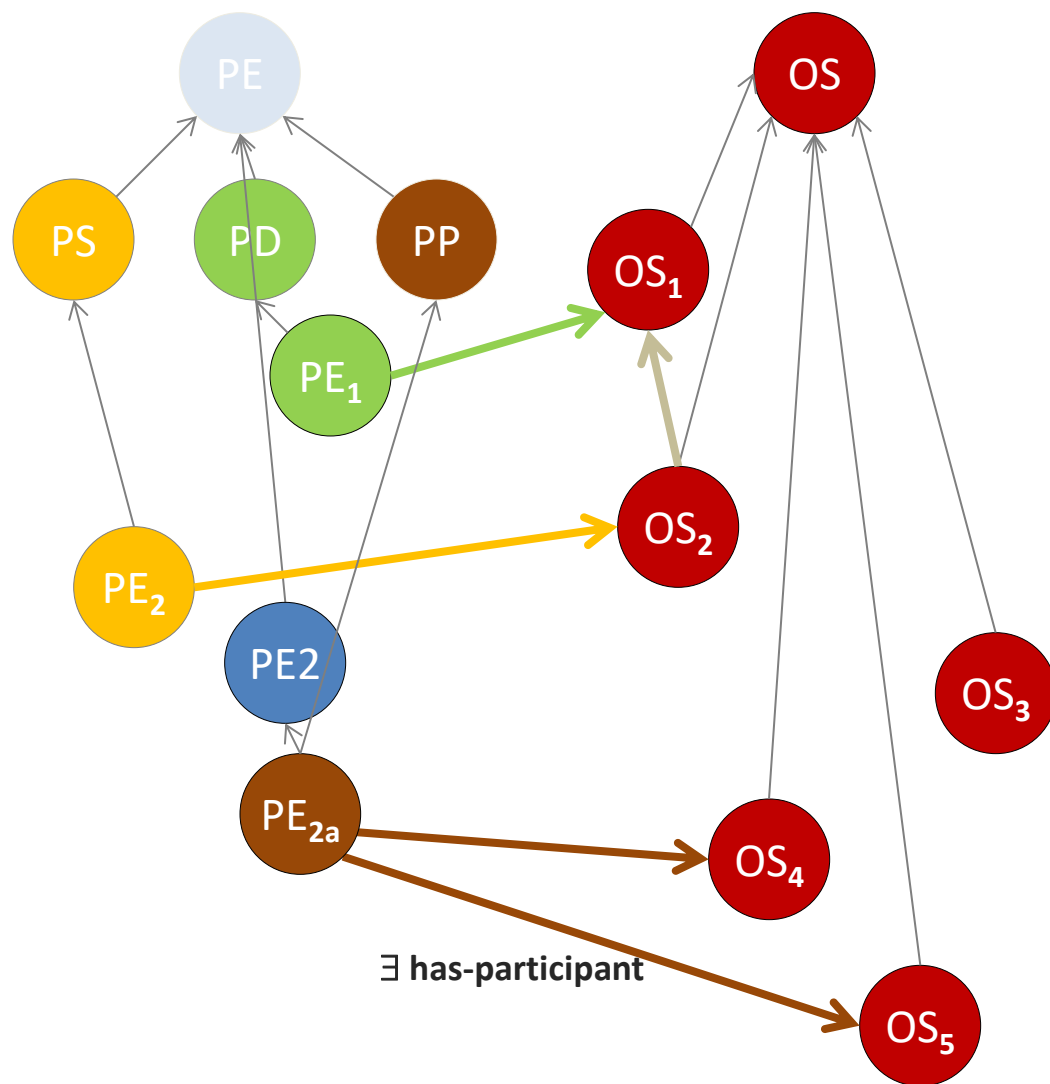 PE
OS
PS
PD
PP
OS₁
PE₁
OS₂
PE₂
PE2
OS₃
PE₂ₐ
OS₄
∃ has-participant
OS₅